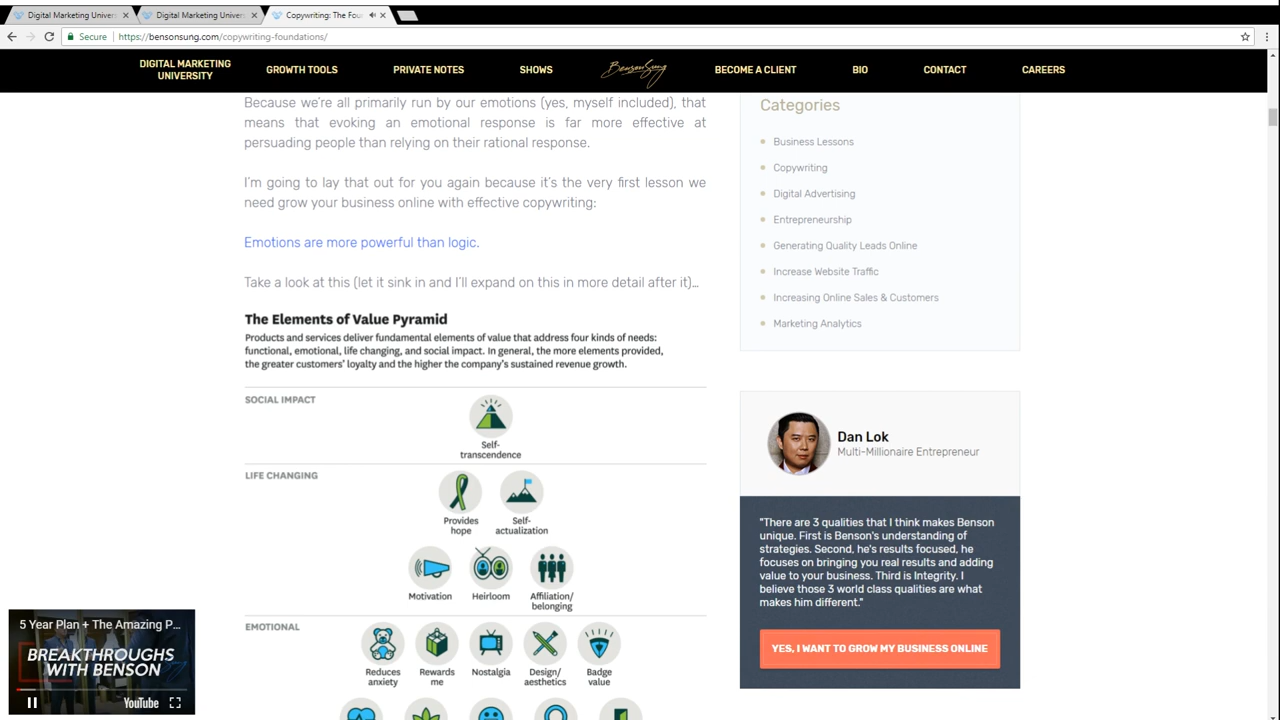 Digital Marketing Univers
Digital Marketing Univers
Copywriting: The Fou
Secure
https://bensonsung.com/copywriting-foundations/
DIGITAL MARKETING
UNIVERSITY
GROWTH TOOLS
PRIVATE NOTES
SHOWS
BensonSung
BECOME A CLIENT
BIO
CONTACT
CAREERS
Because we're all primarily run by our emotions (yes, myself included), that
means that evoking an emotional response is far more effective at
persuading people than relying on their rational response.
I'm going to lay that out for you again because it's the very first lesson we
need grow your business online with effective copywriting:
Emotions are more powerful than logic.
Take a look at this (let it sink in and I'll expand on this in more detail after it)...
The Elements of Value Pyramid
Products and services deliver fundamental elements of value that address four kinds of needs:
functional, emotional, life changing, and social impact. In general, the more elements provided,
the greater customers' loyalty and the higher the company's sustained revenue growth.
SOCIAL IMPACT
Self-
transcendence
LIFE CHANGING
Provides
hope
Self-
actualization
Motivation
Heirloom
Affiliation/
belonging
EMOTIONAL
Reduces
anxiety
Rewards
me
Nostalgia
Design/
aesthetics
Badge
value
Categories
Business Lessons
Copywriting
Digital Advertising
Entrepreneurship
Generating Quality Leads Online
Increase Website Traffic
Increasing Online Sales & Customers
Marketing Analytics
Dan Lok
Multi-Millionaire Entrepreneur
"There are 3 qualities that I think makes Benson
unique. First is Benson's understanding of
strategies. Second, he's results focused, he
focuses on bringing you real results and adding
value to your business. Third is Integrity. I
believe those 3 world class qualities are what
makes him different."
YES, I WANT TO GROW MY BUSINESS ONLINE
5 Year Plan + The Amazing P...
BREAKTHROUGHS
WITH BENSON
YouTube